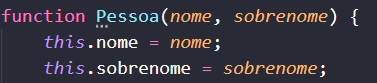 function Pessoa(nome, sobrenome) {
    this.nome = nome;
    this.sobrenome = sobrenome;